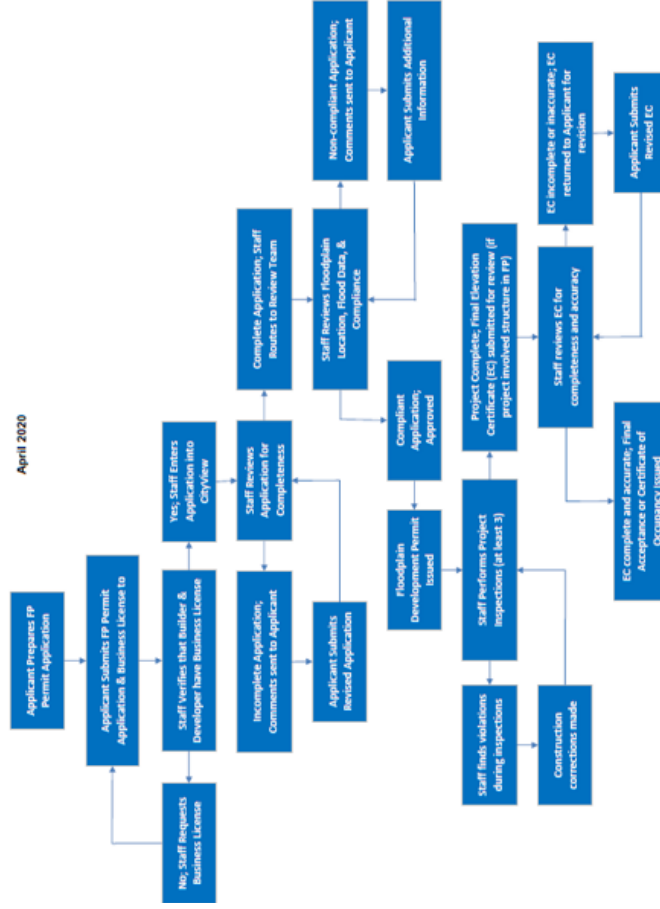 April 2020
Applicant Prepares FP
Permit Application
Applicant Submits FP Permit
Application & Business License to
Staff Verifies that Builder &
Developer have Business License
No; Staff Requests
Business License
Yes; Staff Enters
Application into
CityView
Staff Reviews
Application for
Completeness
Incomplete Application;
Comments sent to Applicant
Applicant Submits
Revised Application
Complete Application; Staff
Routes to Review Team
Staff Reviews Floodplain
Location, Flood Data, &
Compliance
Non-compliant Application;
Comments sent to Applicant
Applicant Submits Additional
Information
Compliant
Application;
Approved
Floodplain
Development Permit
Issued
Staff Performs Project
Inspections (at least 3)
Staff finds violations
during inspections
Construction
corrections made
Project Complete; Final Elevation
Certificate (EC) submitted for review (if
project involved structure in FP)
Staff reviews EC for
completeness and accuracy
EC incomplete or inaccurate; EC
returned to Applicant for
revision
Applicant Submits
Revised EC
EC complete and accurate; Final
Acceptance or Certificate of
Occupancy Issued